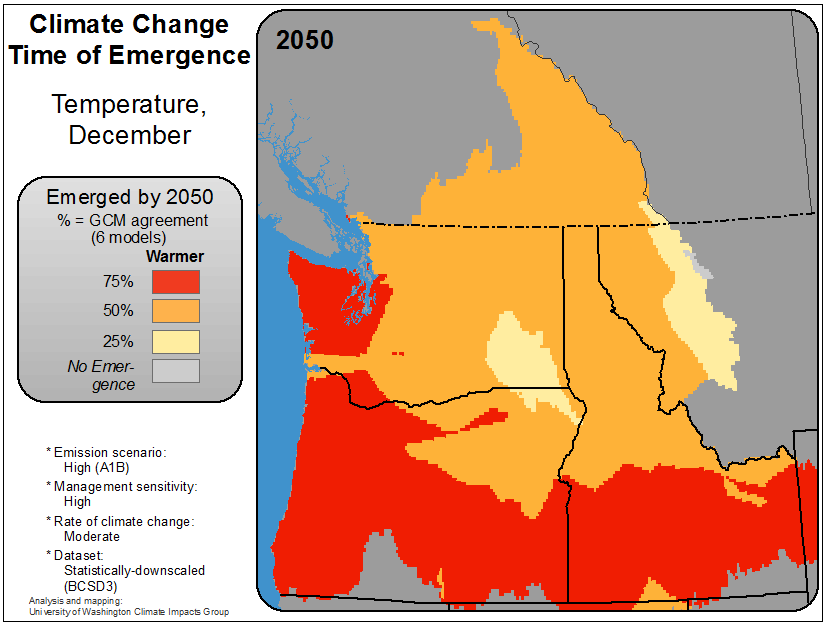 Climate Change
Time of Emergence
Temperature,
December
Emerged by 2050
% = GCM agreement
(6 models)
Warmer
75%
50%
25%
No Emer-
gence
* Emission scenario:
High (A1B)
* Management sensitivity:
High
* Rate of climate change:
Moderate
* Dataset:
Statistically-downscaled
(BCSD3)
Analysis and mapping:
University of Washington Climate Impacts Group
2050